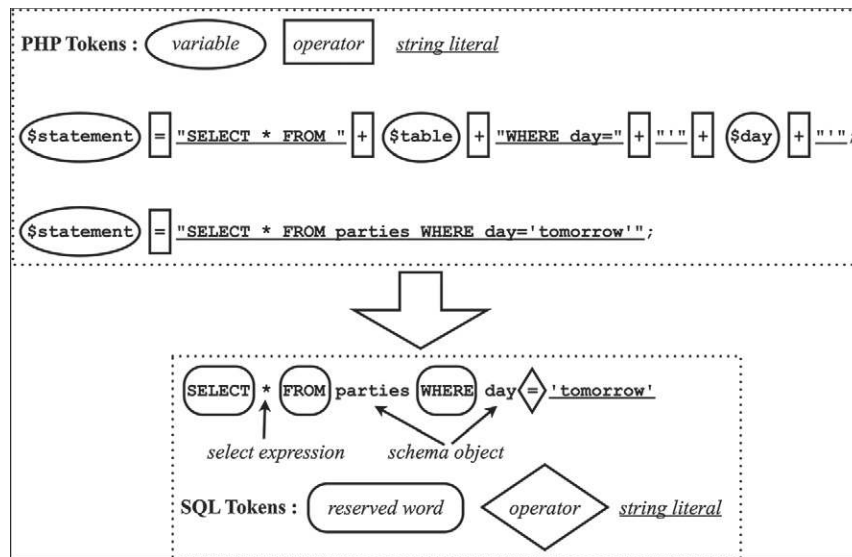 PHP Tokens : variable operator string literal
$statement = "SELECT * FROM " + $table + "WHERE day=" + "'" + $day + "'";
$statement = "SELECT * FROM parties WHERE day='tomorrow'";
SELECT * FROM parties WHERE day = 'tomorrow'
select expression schema object
SQL Tokens : reserved word operator string literal